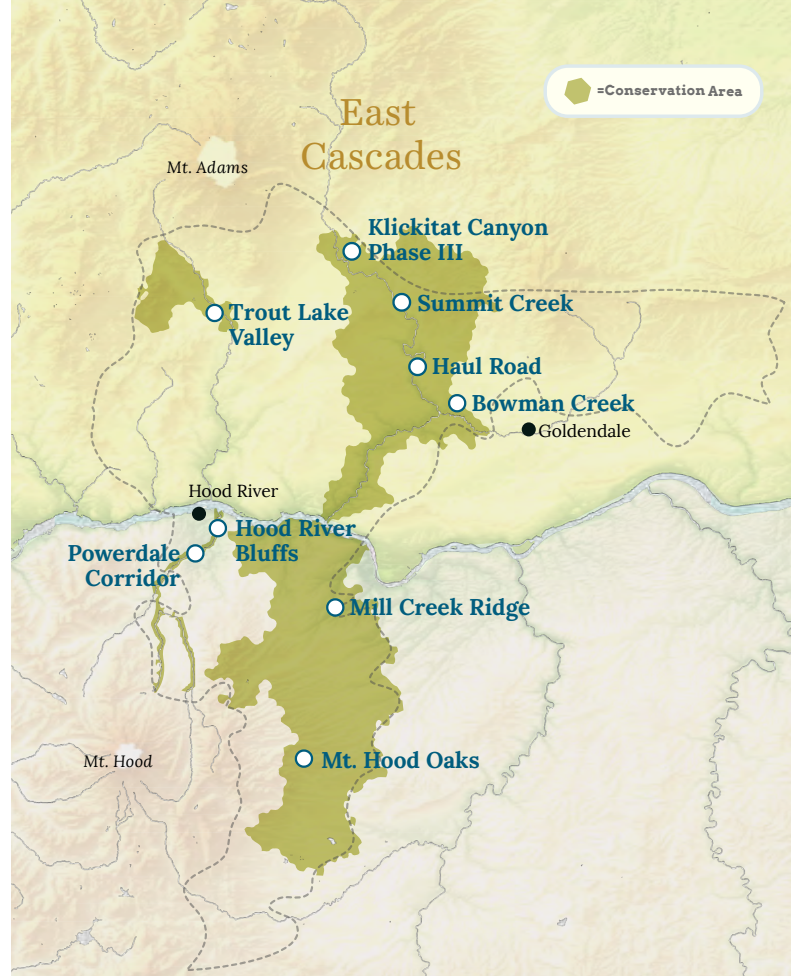 =Conservation Area
East
Cascades
Mt. Adams
Klickitat Canyon
Phase III
Summit Creek
Trout Lake
Valley
Haul Road
Bowman Creek
Goldendale
Hood River
Hood River
Bluffs
Powerdale
Corridor
Mill Creek Ridge
Mt. Hood
Mt. Hood Oaks